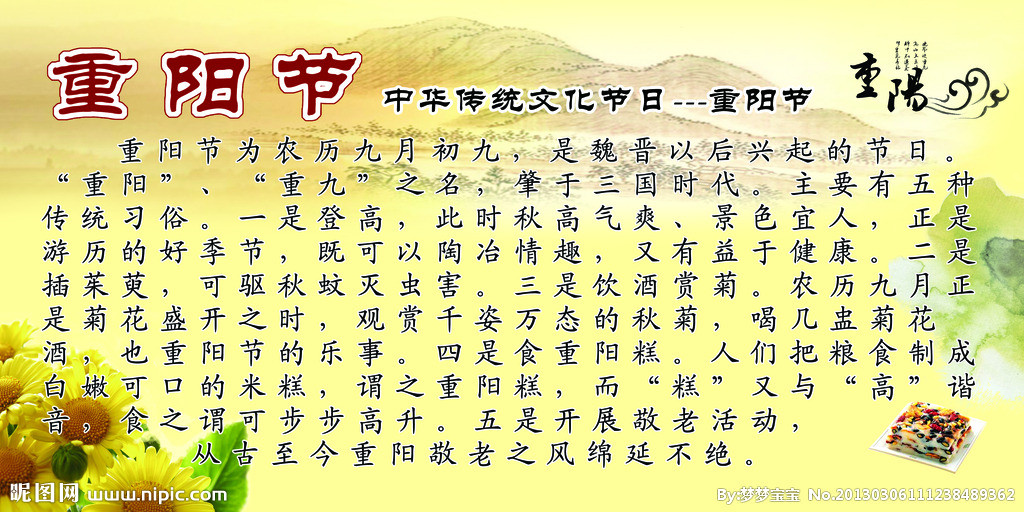 重阳节
中华传统文化节日---重阳节
重陽
重阳节为农历九月初九，是魏晋以后兴起的节日。
“重阳”、“重九”之名，肇于三国时代。主要有五种
传统习俗。一是登高，此时秋高气爽、景色宜人，正是
游历的好季节，既可以陶冶情趣，又有益于健康。二是
插茱萸，可驱秋蚊灭虫害。三是饮酒赏菊。农历九月正
是菊花盛开之时，观赏千姿万态的秋菊，喝几盅菊花
酒，也重阳节的乐事。四是食重阳糕。人们把粮食制成
白嫩可口的米糕，谓之重阳糕，而“糕”又与“高”谐
音，食之谓可步步高升。五是开展敬老活动，
从古至今重阳敬老之风绵延不绝。
昵图网 www.nipic.com
By:梦梦宝宝 No.20130306111238489362